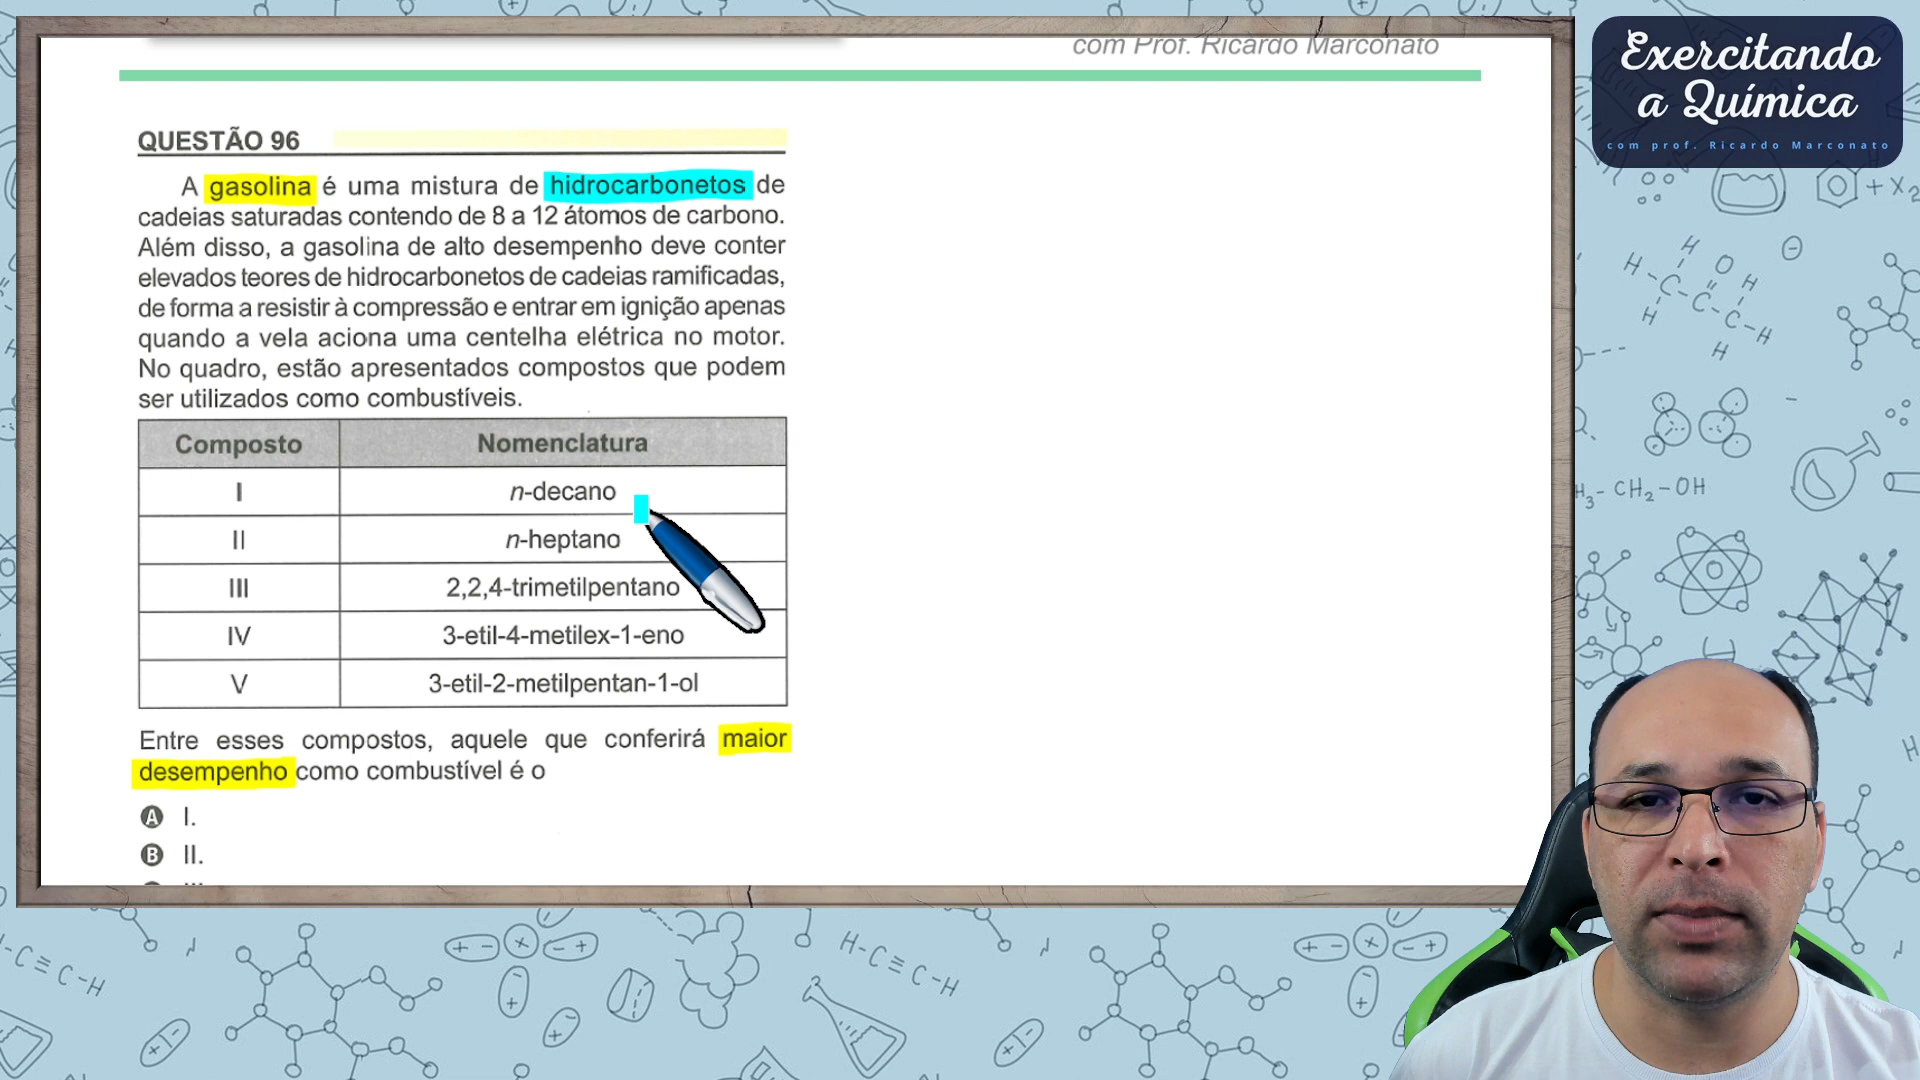 com Prof. Ricardo Marconato
Exercitando
a Química
com prof. Ricardo Marconato
QUESTÃO 96
A gasolina é uma mistura de hidrocarbonetos de
cadeias saturadas contendo de 8 a 12 átomos de carbono.
Além disso, a gasolina de alto desempenho deve conter
elevados teores de hidrocarbonetos de cadeias ramificadas,
de forma a resistir à compressão e entrar em ignição apenas
quando a vela aciona uma centelha elétrica no motor.
No quadro, estão apresentados compostos que podem
ser utilizados como combustíveis.
Composto Nomenclatura
I n-decano
II n-heptano
III 2,2,4-trimetilpentano
IV 3-etil-4-metilex-1-eno
V 3-etil-2-metilpentan-1-ol
Entre esses compostos, aquele que conferirá maior
desempenho como combustível é o
A I.
B II.